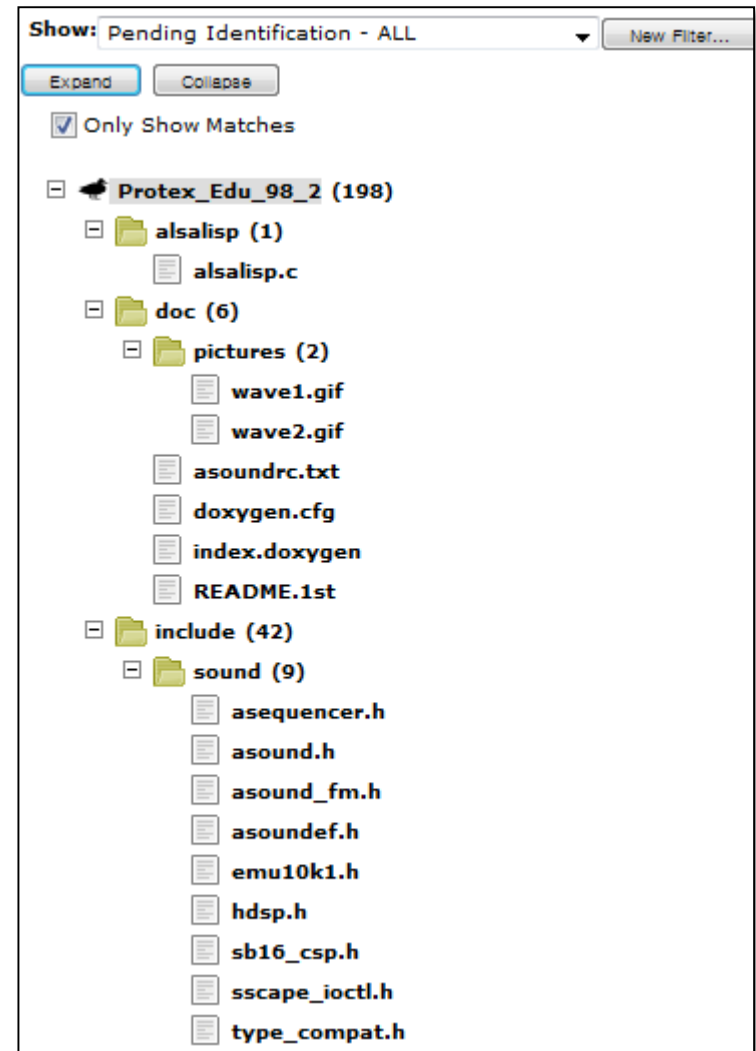 Show: Pending Identification - ALL New Filter...
Expand Collapse
Only Show Matches
Protex_Edu_98_2 (198)
alsalisp (1)
alsalisp.c
doc (6)
pictures (2)
wave1.gif
wave2.gif
asoundrc.txt
doxygen.cfg
index.doxygen
README.1st
include (42)
sound (9)
asequencer.h
asound.h
asound_fm.h
asoundef.h
emu10k1.h
hdsp.h
sb16_csp.h
sscape_ioctl.h
type_compat.h